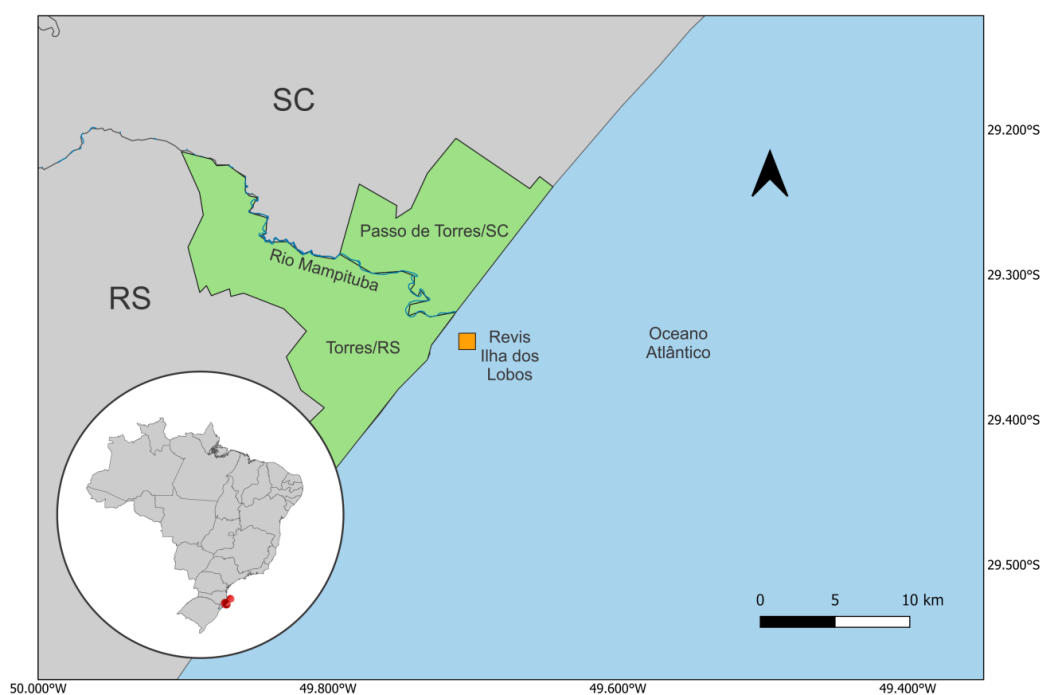 SC
29.200°S
Passo de Torres/SC
Rio Mampituba
29.300°S
RS
Torres/RS
Revis
Ilha dos
Lobos
Oceano
Atlântico
29.400°S
29.500°S
0 5 10 km
50.000°W 49.800°W 49.600°W 49.400°W